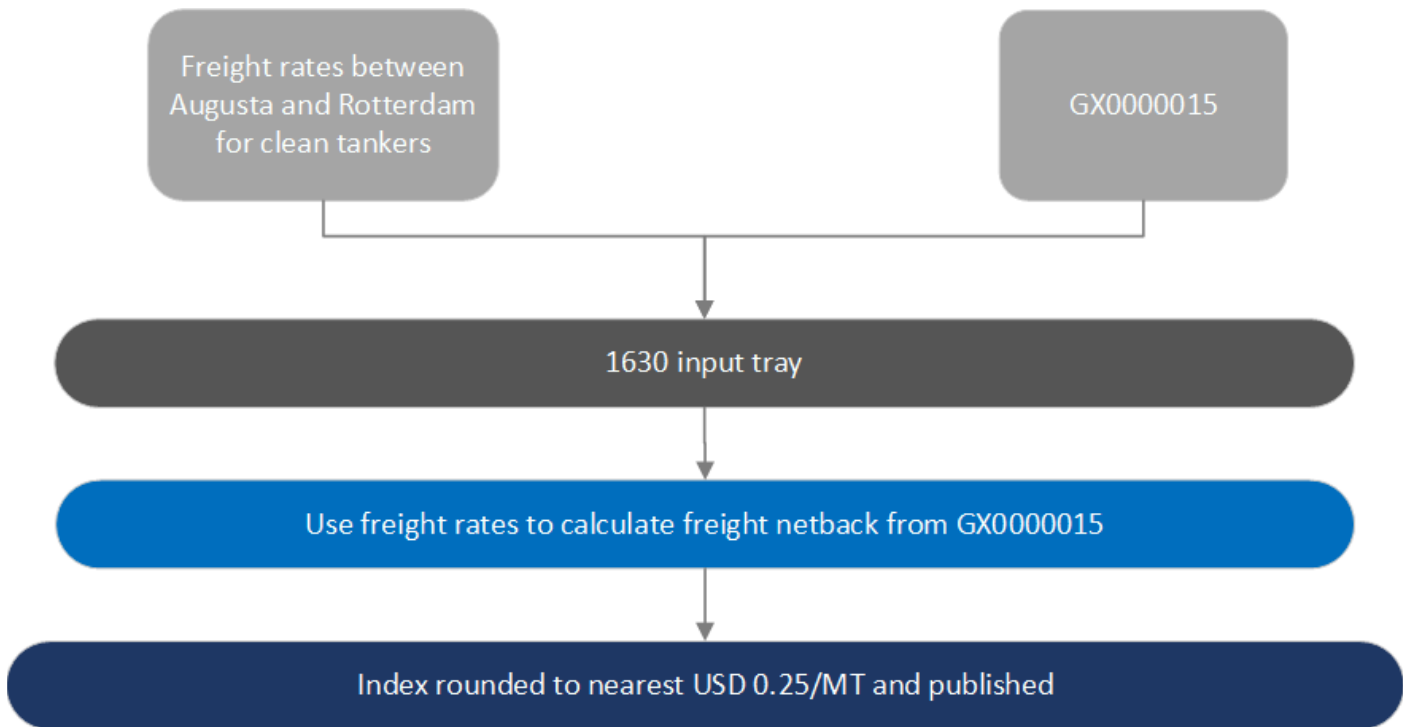 Freight rates between
Augusta and Rotterdam
for clean tankers
GX0000015
1630 input tray
Use freight rates to calculate freight netback from GX0000015
Index rounded to nearest USD 0.25/MT and published